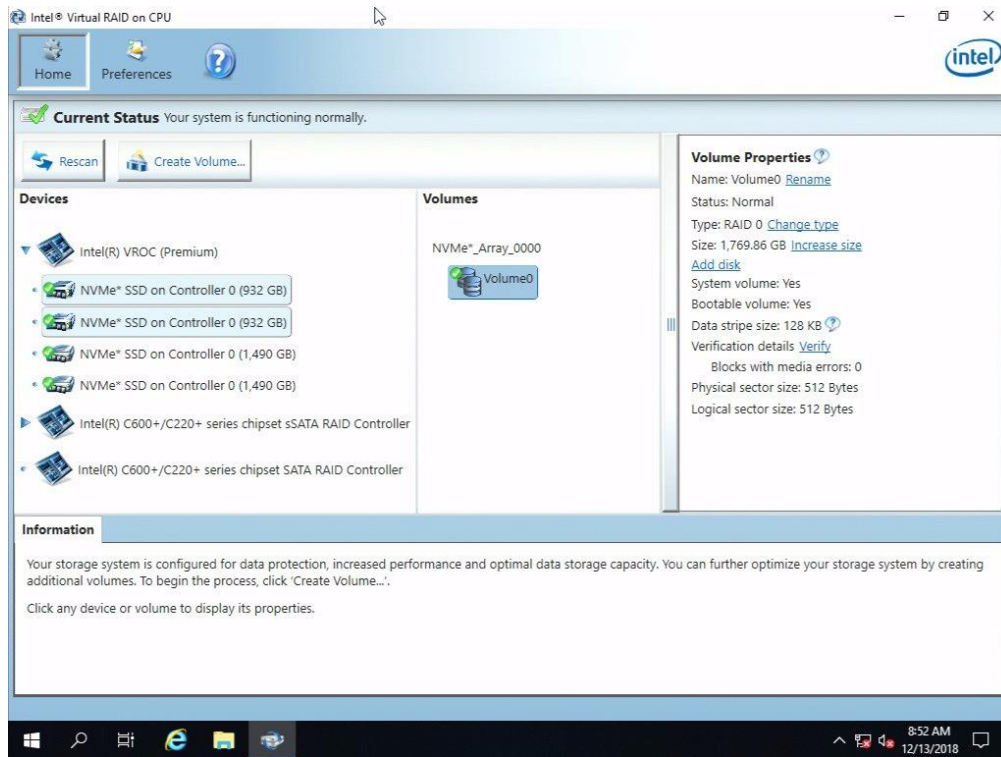 Intel® Virtual RAID on CPU
Home
Preferences
intel
Current Status Your system is functioning normally.
Rescan
Create Volume...
Devices
Intel(R) VROC (Premium)
NVMe* SSD on Controller 0 (932 GB)
NVMe* SSD on Controller 0 (932 GB)
NVMe* SSD on Controller 0 (1,490 GB)
NVMe* SSD on Controller 0 (1,490 GB)
Intel(R) C600+/C220+ series chipset sSATA RAID Controller
Intel(R) C600+/C220+ series chipset SATA RAID Controller
Volumes
NVMe*_Array_0000
Volume0
Volume Properties
Name: Volume0 Rename
Status: Normal
Type: RAID 0 Change type
Size: 1,769.86 GB Increase size
Add disk
System volume: Yes
Bootable volume: Yes
Data stripe size: 128 KB
Verification details Verify
Blocks with media errors: 0
Physical sector size: 512 Bytes
Logical sector size: 512 Bytes
Information
Your storage system is configured for data protection, increased performance and optimal data storage capacity. You can further optimize your storage system by creating
additional volumes. To begin the process, click 'Create Volume...'.
Click any device or volume to display its properties.
8:52 AM
12/13/2018